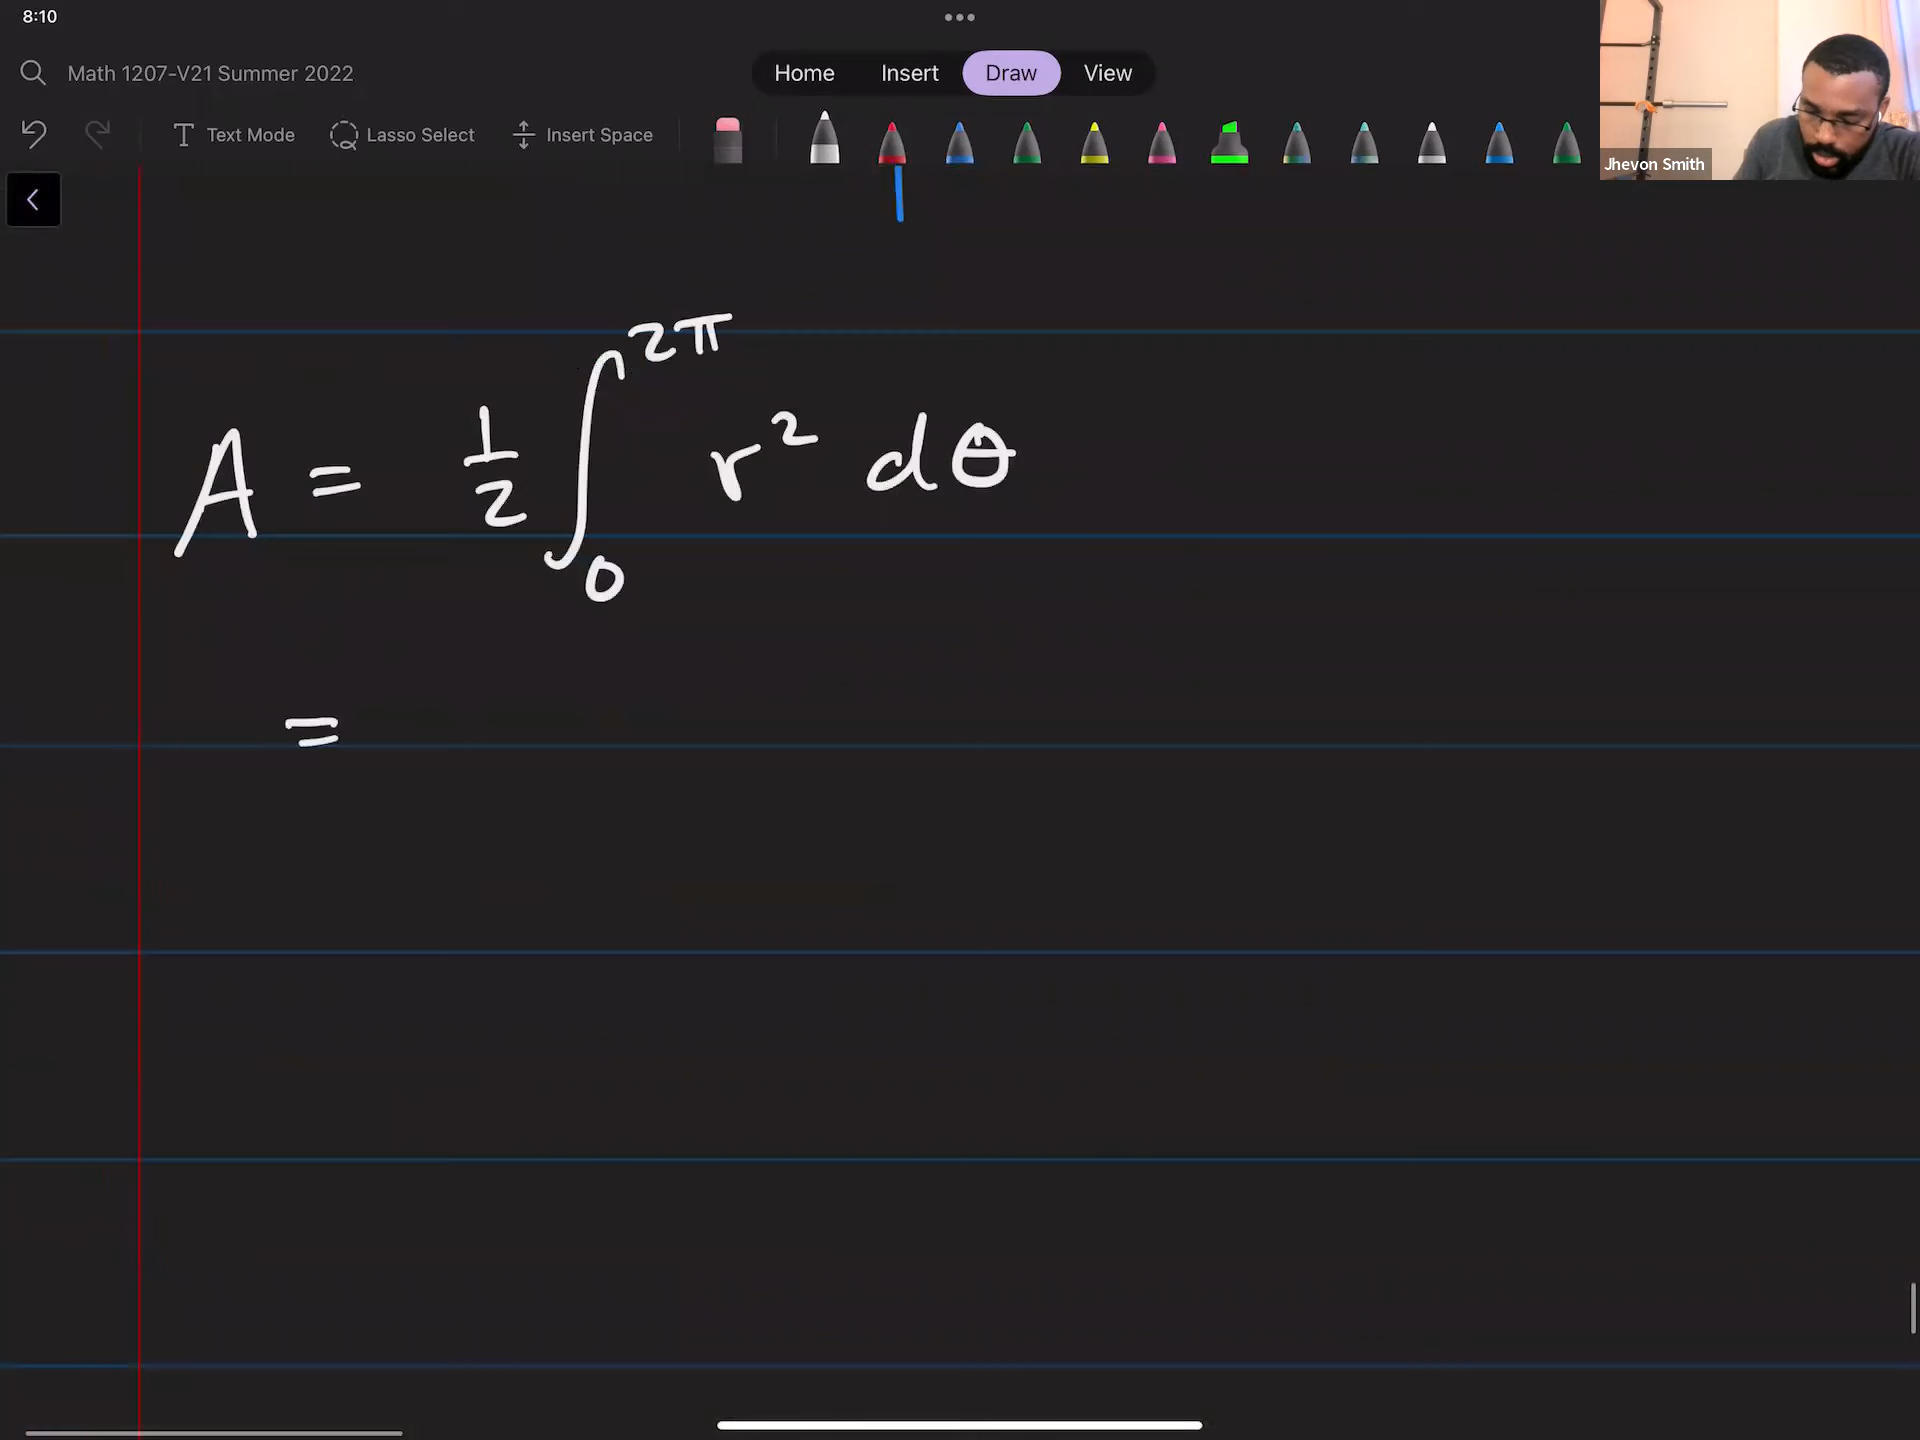 8:10
Math 1207-V21 Summer 2022
Home Insert Draw View
Text Mode Lasso Select Insert Space
Jhevon Smith
A = 1/2 ∫₀^2π r² dθ
=